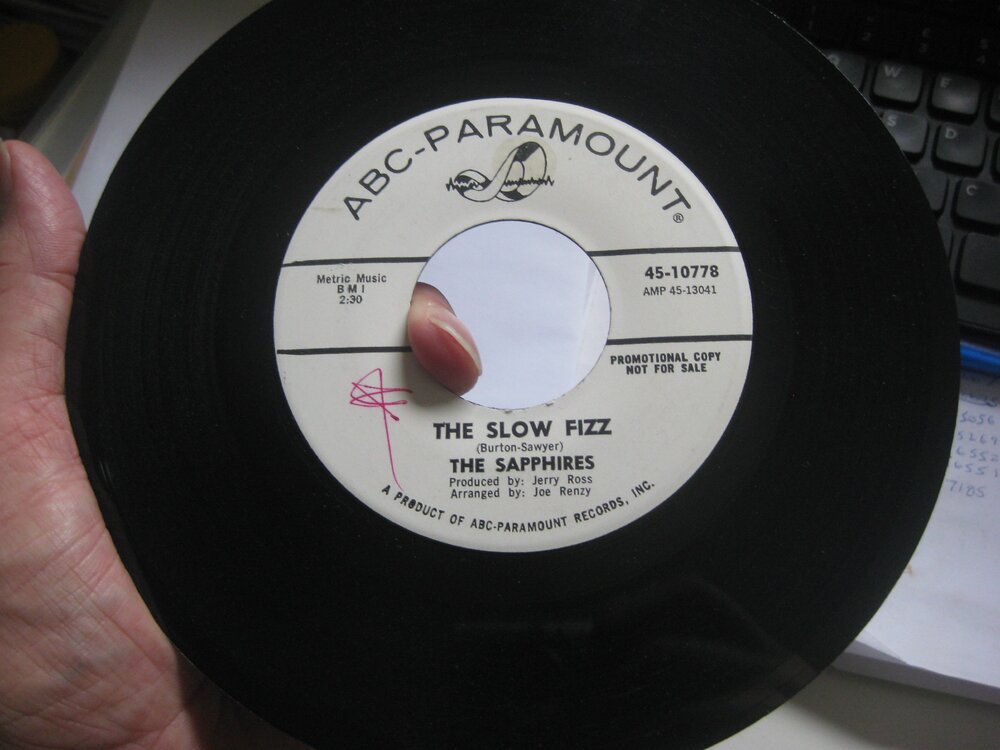 ABC-PARAMOUNT®
Metric Music
BMI
2:30
45-10778
AMP 45-13041
PROMOTIONAL COPY
NOT FOR SALE
THE SLOW FIZZ
(Burton-Sawyer)
THE SAPPHIRES
Produced by: Jerry Ross
Arranged by: Joe Renzy
A PRODUCT OF ABC-PARAMOUNT RECORDS, INC.
W
E
S
D
C
7185